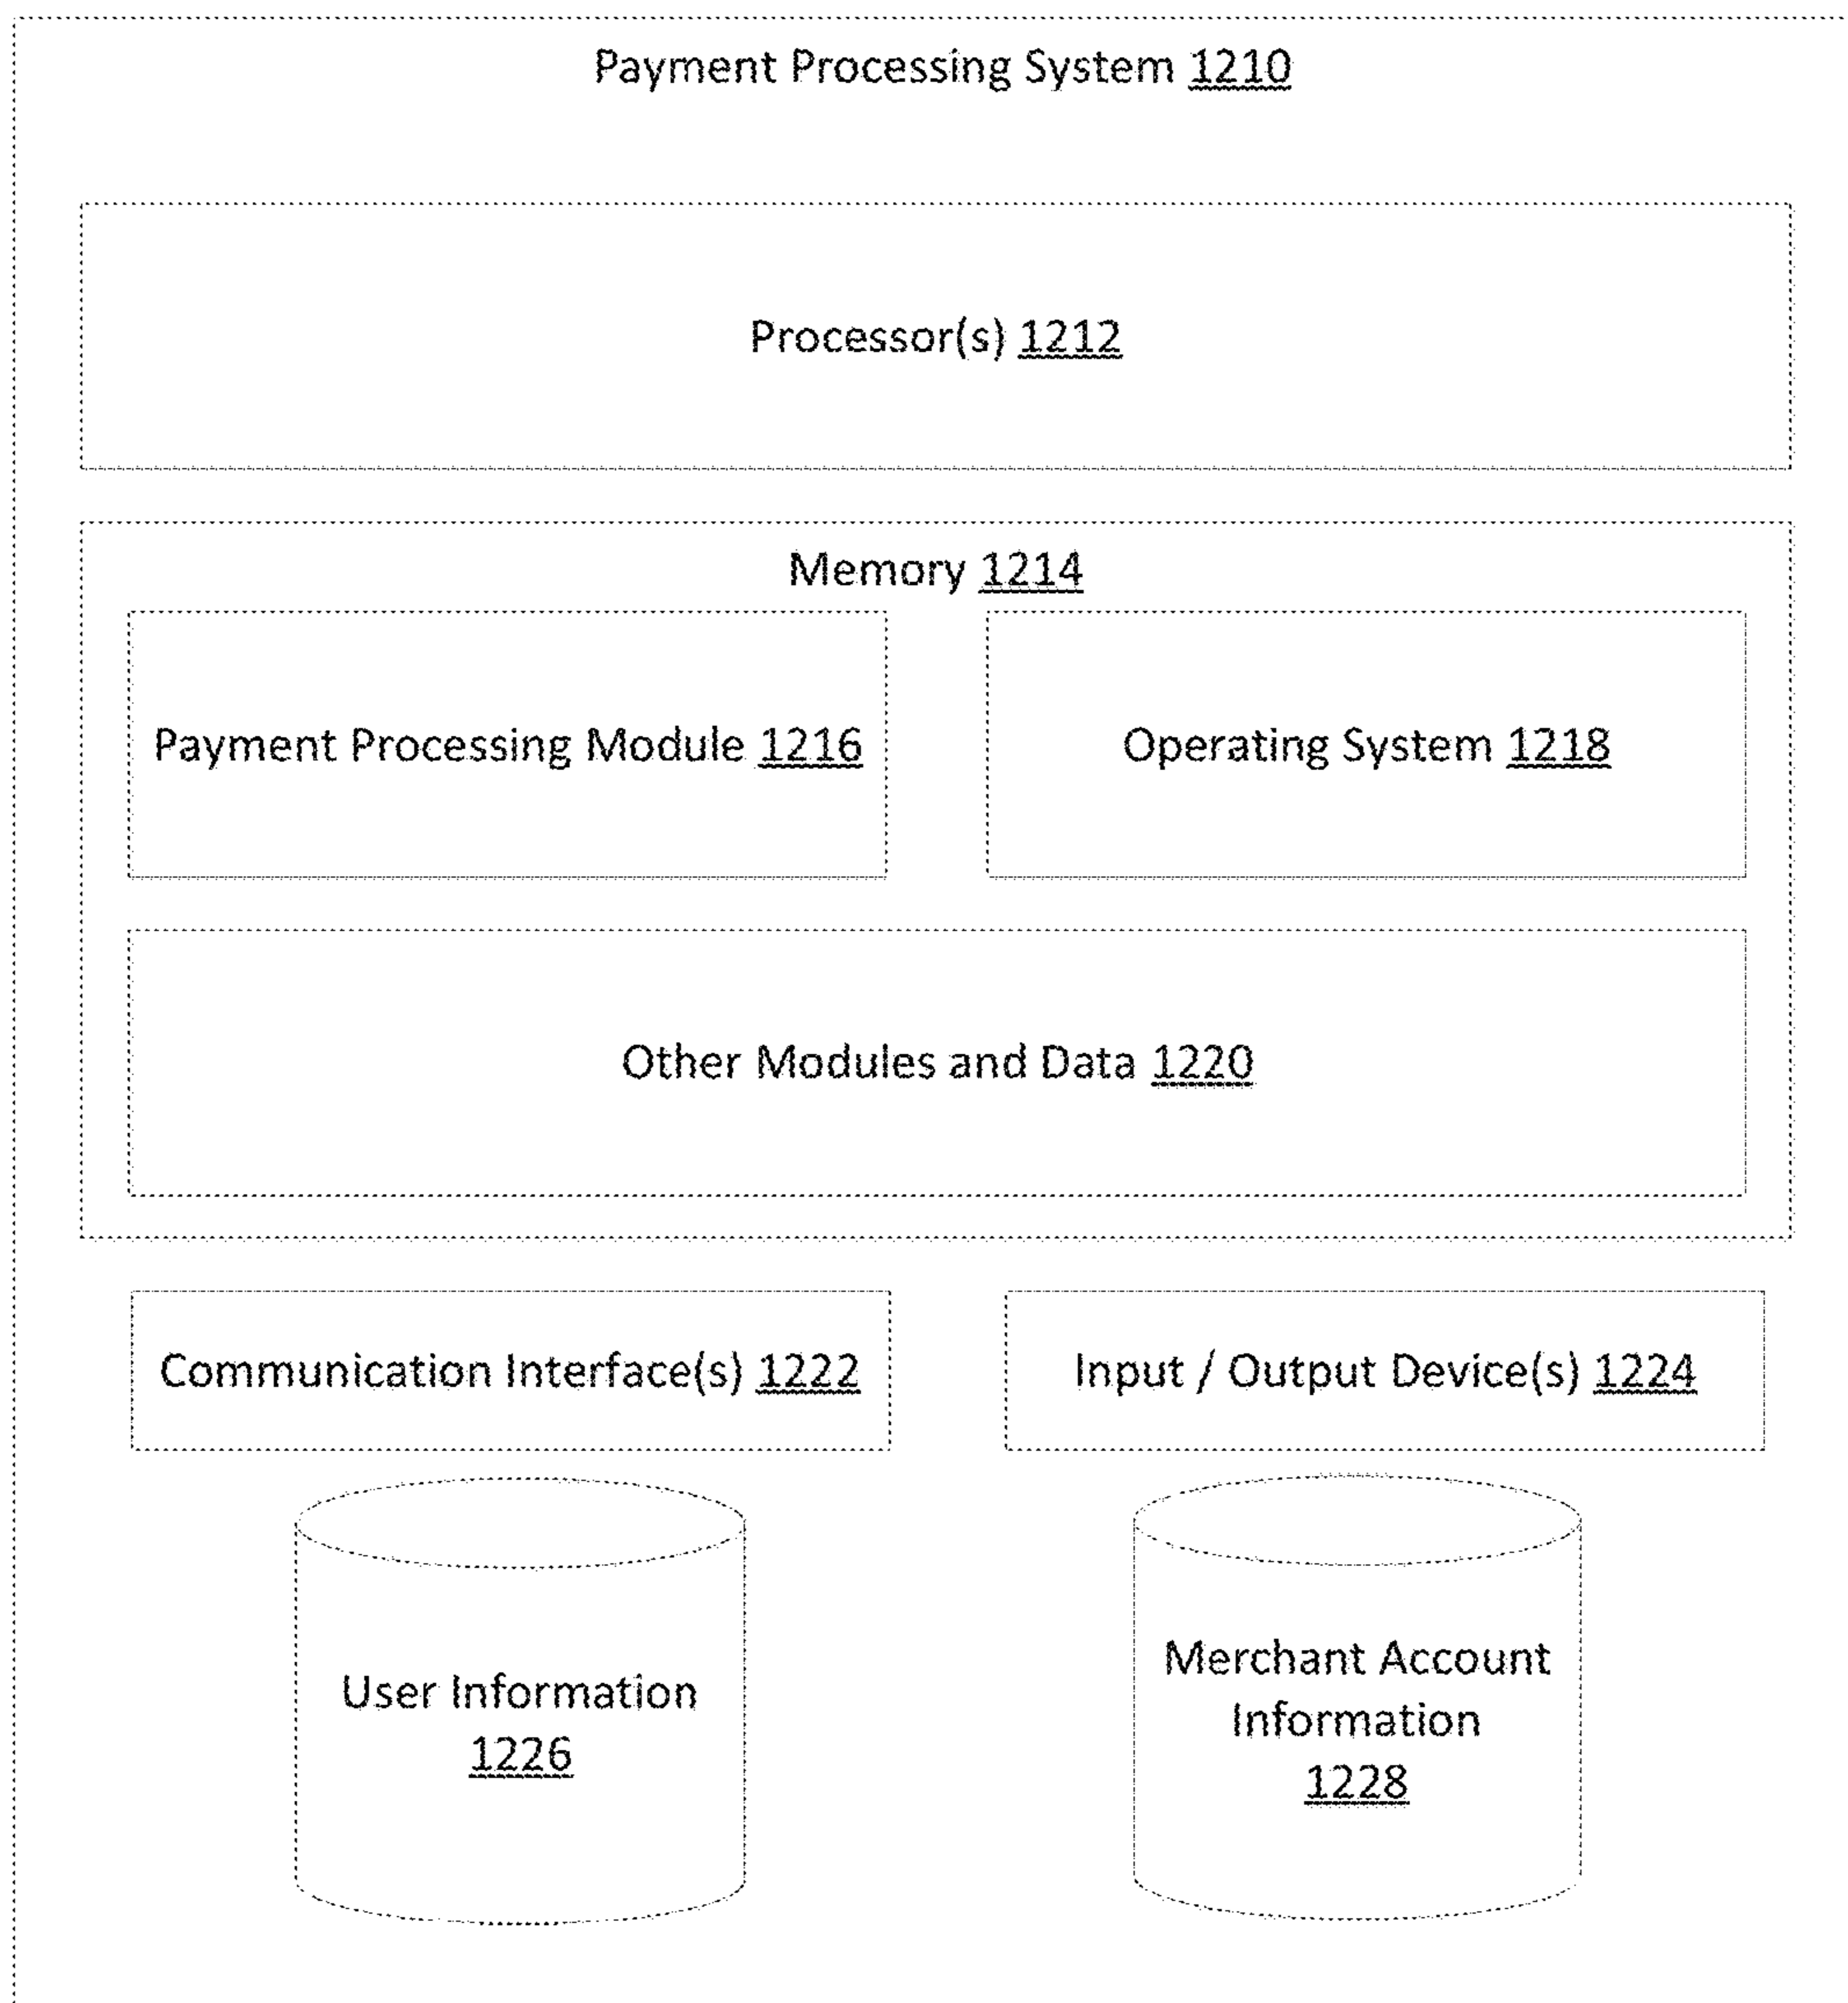 Payment Processing System 1210
Processor(s) 1212
Memory 1214
Payment Processing Module 1216
Operating System 1218
Other Modules and Data 1220
Communication Interface(s) 1222
Input / Output Device(s) 1224
User Information
1226
Merchant Account
Information
1228